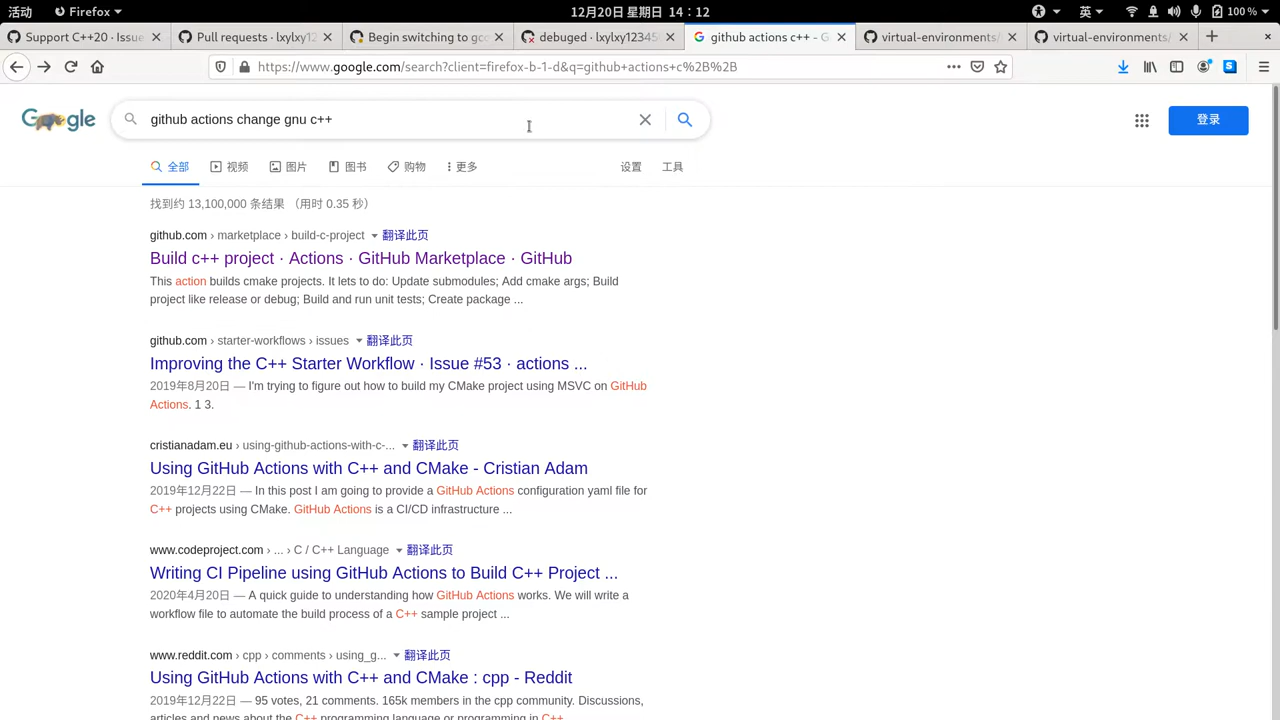 活动
Firefox
12月20日 星期日 14：12
英
100 %
Support C++20 · Issue
Pull requests · lxylxy127
Begin switching to gcc
debuged · lxylxy12345
github actions c++ - G
virtual-environments/
virtual-environments/
https://www.google.com/search?client=firefox-b-1-d&q=github+actions+c%2B%2B
Google
github actions change gnu c++
登录
全部
视频
图片
图书
购物
更多
设置
工具
找到约 13,100,000 条结果 （用时 0.35 秒）
github.com › marketplace › build-c-project
翻译此页
Build c++ project · Actions · GitHub Marketplace · GitHub
This action builds cmake projects. It lets to do: Update submodules; Add cmake args; Build
project like release or debug; Build and run unit tests; Create package ...
github.com › starter-workflows › issues
翻译此页
Improving the C++ Starter Workflow · Issue #53 · actions ...
2019年8月20日 — I'm trying to figure out how to build my CMake project using MSVC on GitHub
Actions. 1 3.
cristianadam.eu › using-github-actions-with-c-...
翻译此页
Using GitHub Actions with C++ and CMake - Cristian Adam
2019年12月22日 — In this post I am going to provide a GitHub Actions configuration yaml file for
C++ projects using CMake. GitHub Actions is a CI/CD infrastructure ...
www.codeproject.com › ... › C / C++ Language
翻译此页
Writing CI Pipeline using GitHub Actions to Build C++ Project ...
2020年4月20日 — A quick guide to understanding how GitHub Actions works. We will write a
workflow file to automate the build process of a C++ sample project ...
www.reddit.com › cpp › comments › using_g...
翻译此页
Using GitHub Actions with C++ and CMake : cpp - Reddit
2019年12月22日 — 95 votes, 21 comments. 165k members in the cpp community. Discussions,
articles and news about the C++ programming language or programming in C++.